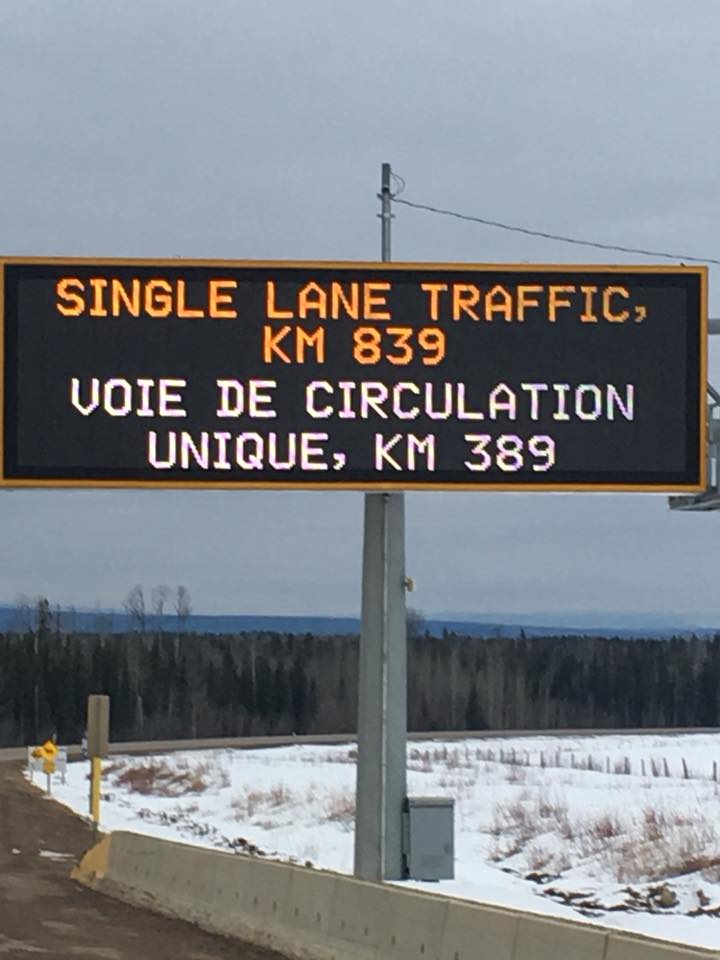 SINGLE LANE TRAFFIC,
KM 839
VOIE DE CIRCULATION
UNIQUE, KM 389